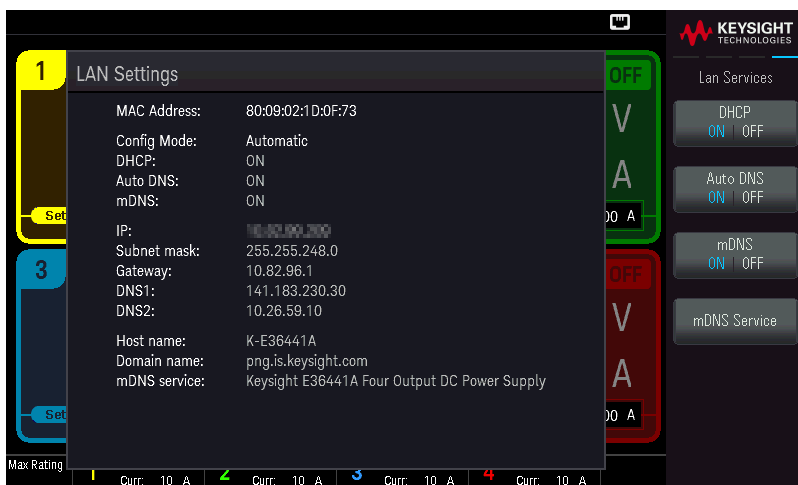 KEYSIGHT
TECHNOLOGIES
Lan Services
DHCP
ON | OFF
Auto DNS
ON | OFF
mDNS
ON | OFF
mDNS Service
1
OFF
LAN Settings
MAC Address: 80:09:02:1D:0F:73
Config Mode: Automatic
DHCP: ON
Auto DNS: ON
mDNS: ON
IP:
Subnet mask: 255.255.248.0
Gateway: 10.82.96.1
DNS1: 141.183.230.30
DNS2: 10.26.59.10
Host name: K-E36441A
Domain name: png.is.keysight.com
mDNS service: Keysight E36441A Four Output DC Power Supply
V
A
Set
00 A
3
OFF
V
A
Set
00 A
Max Rating
1 Curr: 10 A 2 Curr: 10 A 3 Curr: 10 A 4 Curr: 10 A